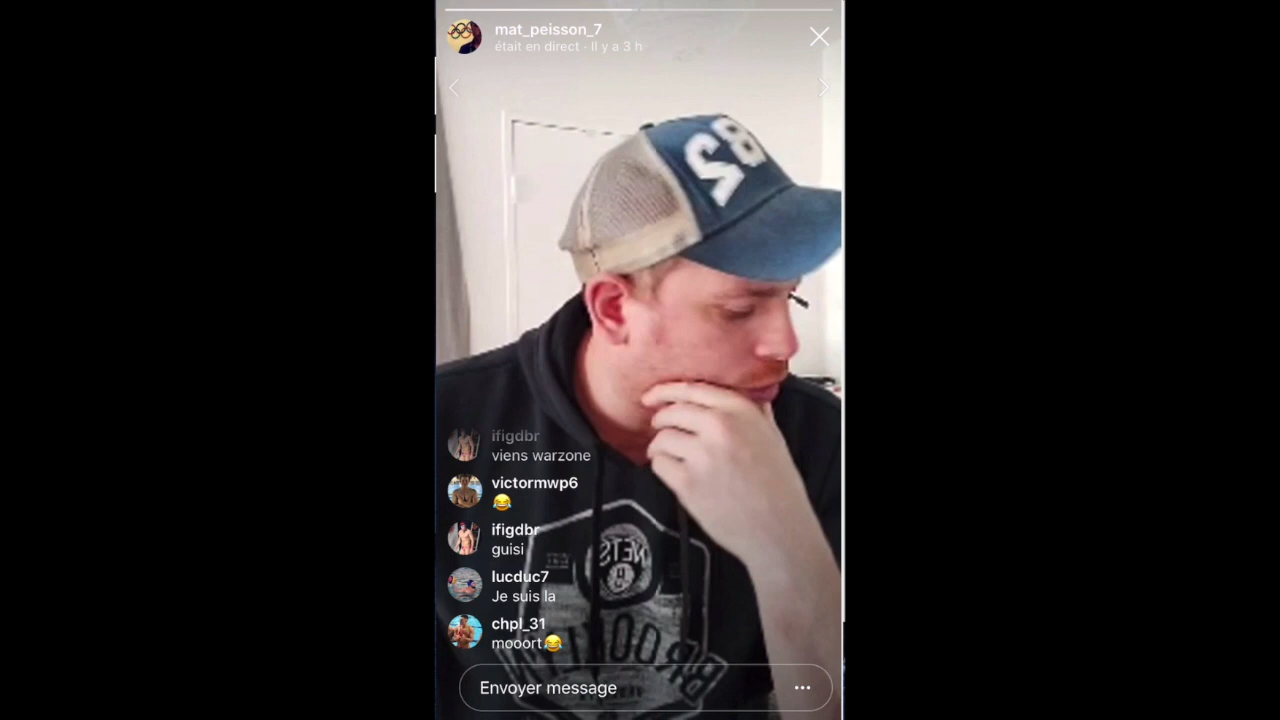 mat_peisson_7
était en direct · Il y a 3 h
82
ifigdbr
viens warzone
victormwp6
😂
ifigdbr
guisi
lucduc7
Je suis la
chpl_31
mooort😂
NETS
BROOKLYN
Envoyer message